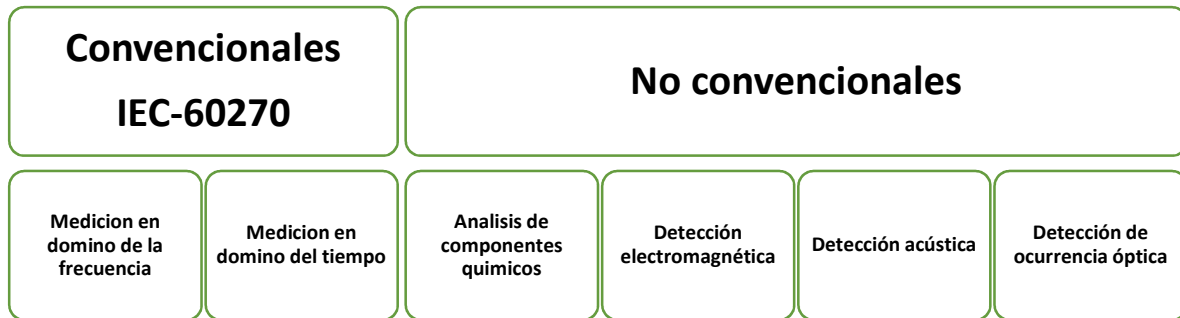 Convencionales
IEC-60270
No convencionales
Medicion en
domino de la
frecuencia
Medicion en
domino del tiempo
Analisis de
componentes
quimicos
Detección
electromagnética
Detección acústica
Detección de
ocurrencia óptica